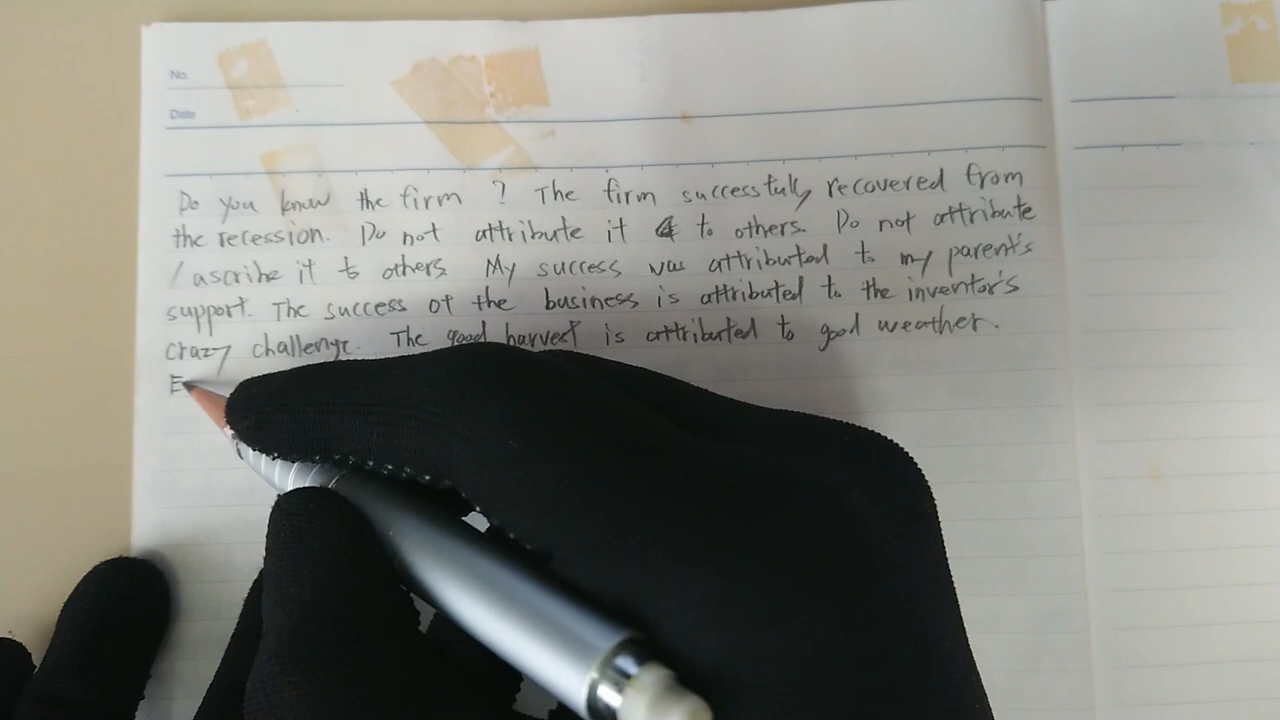 No.
Date
Do you know the firm ? The firm successfully recovered from
the recession. Do not attribute it to others. Do not attribute
/ ascribe it to others. My success was attributed to my parent's
support. The success of the business is attributed to the inventor's
crazy challenge. The good harvest is attributed to good weather.
E